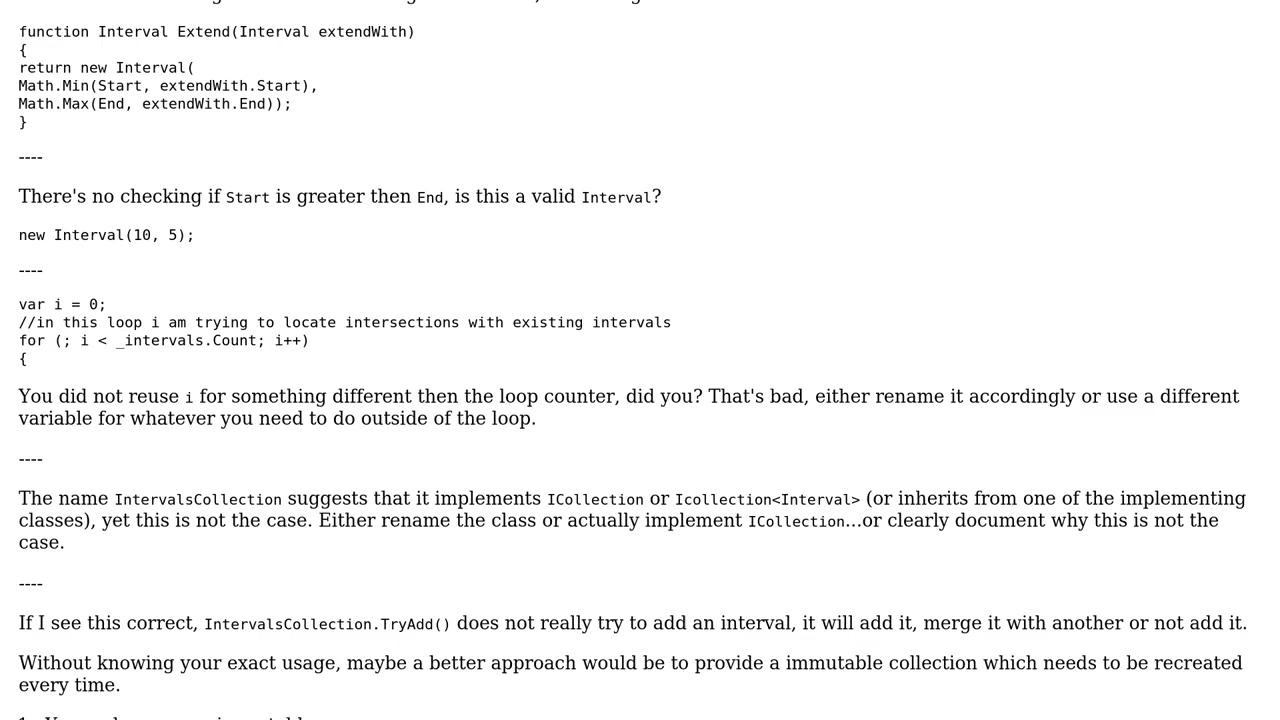 function Interval Extend(Interval extendWith)
{
return new Interval(
Math.Min(Start, extendWith.Start),
Math.Max(End, extendWith.End));
}
----
There's no checking if Start is greater then End, is this a valid Interval?
new Interval(10, 5);
----
var i = 0;
//in this loop i am trying to locate intersections with existing intervals
for (; i < _intervals.Count; i++)
{
You did not reuse i for something different then the loop counter, did you? That's bad, either rename it accordingly or use a different
variable for whatever you need to do outside of the loop.
----
The name IntervalsCollection suggests that it implements ICollection or Icollection<Interval> (or inherits from one of the implementing
classes), yet this is not the case. Either rename the class or actually implement ICollection...or clearly document why this is not the
case.
----
If I see this correct, IntervalsCollection.TryAdd() does not really try to add an interval, it will add it, merge it with another or not add it.
Without knowing your exact usage, maybe a better approach would be to provide a immutable collection which needs to be recreated
every time.